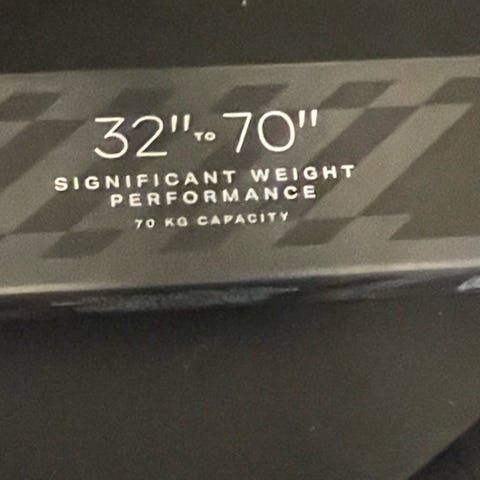 32" TO 70"
SIGNIFICANT WEIGHT
PERFORMANCE
70 KG CAPACITY